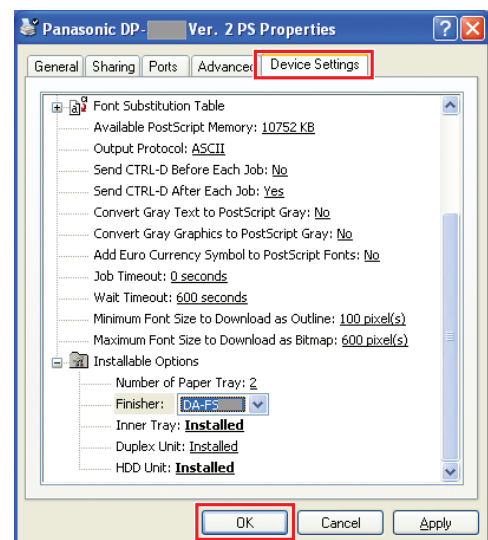 Panasonic DP- Ver. 2 PS Properties
General Sharing Ports Advanced Device Settings
Font Substitution Table
Available PostScript Memory: 10752 KB
Output Protocol: ASCII
Send CTRL-D Before Each Job: No
Send CTRL-D After Each Job: Yes
Convert Gray Text to PostScript Gray: No
Convert Gray Graphics to PostScript Gray: No
Add Euro Currency Symbol to PostScript Fonts: No
Job Timeout: 0 seconds
Wait Timeout: 600 seconds
Minimum Font Size to Download as Outline: 100 pixel(s)
Maximum Font Size to Download as Bitmap: 600 pixel(s)
Installable Options
Number of Paper Tray: 2
Finisher: DA-FS
Inner Tray: Installed
Duplex Unit: Installed
HDD Unit: Installed
OK Cancel Apply